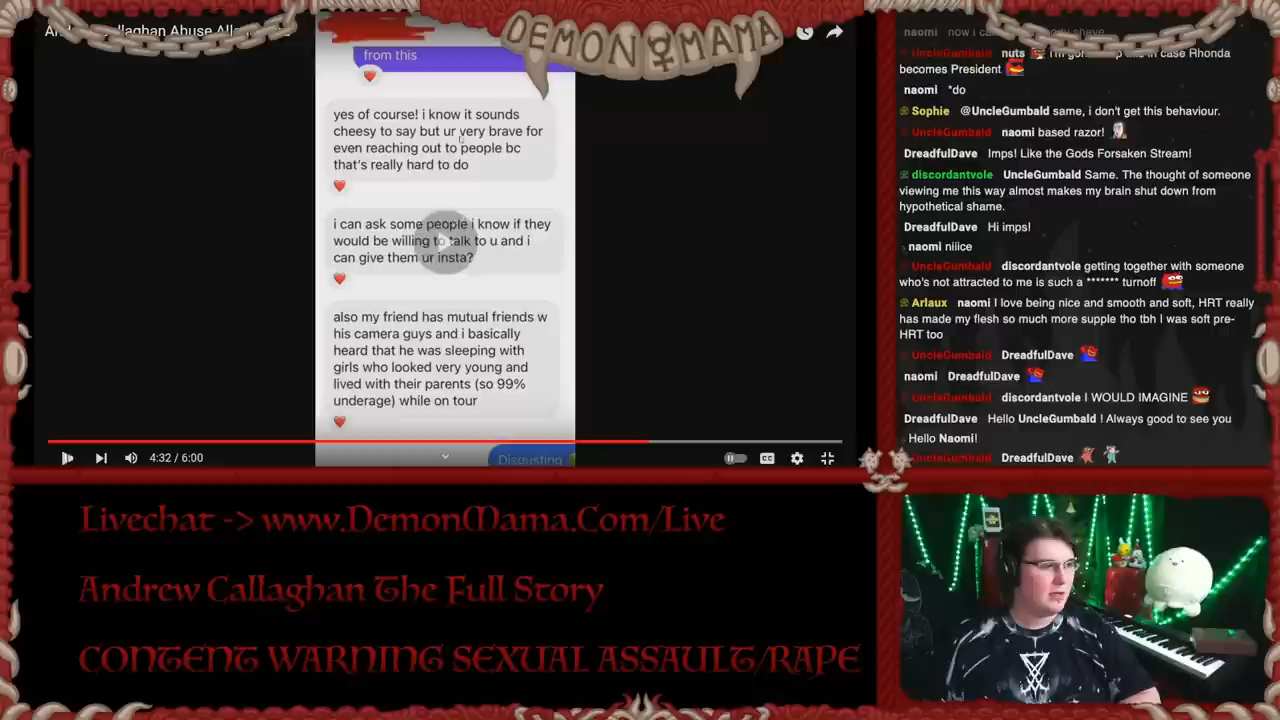 DEMON MAMA
from this
yes of course! i know it sounds
cheesy to say but ur very brave for
even reaching out to people bc
that's really hard to do
i can ask some people i know if they
would be willing to talk to u and i
can give them ur insta?
also my friend has mutual friends w
his camera guys and i basically
heard that he was sleeping with
girls who looked very young and
lived with their parents (so 99%
underage) while on tour
Disgusting
4:32 / 6:00
Livechat -> www.DemonMama.Com/Live
Andrew Callaghan The Full Story
CONTENT WARNING SEXUAL ASSAULT/RAPE
naomi
UncleGumbald nuts in case Rhonda
becomes President
naomi *do
Sophie @UncleGumbald same, i don't get this behaviour.
UncleGumbald naomi based razor!
DreadfulDave Imps! Like the Gods Forsaken Stream!
discordantvole UncleGumbald Same. The thought of someone
viewing me this way almost makes my brain shut down from
hypothetical shame.
DreadfulDave Hi imps!
naomi niiice
UncleGumbald discordantvole getting together with someone
who's not attracted to me is such a ******* turnoff
Arlaux naomi I love being nice and smooth and soft, HRT really
has made my flesh so much more supple tho tbh I was soft pre-
HRT too
UncleGumbald DreadfulDave
naomi DreadfulDave
UncleGumbald discordantvole I WOULD IMAGINE
DreadfulDave Hello UncleGumbald ! Always good to see you
Hello Naomi!
UncleGumbald DreadfulDave